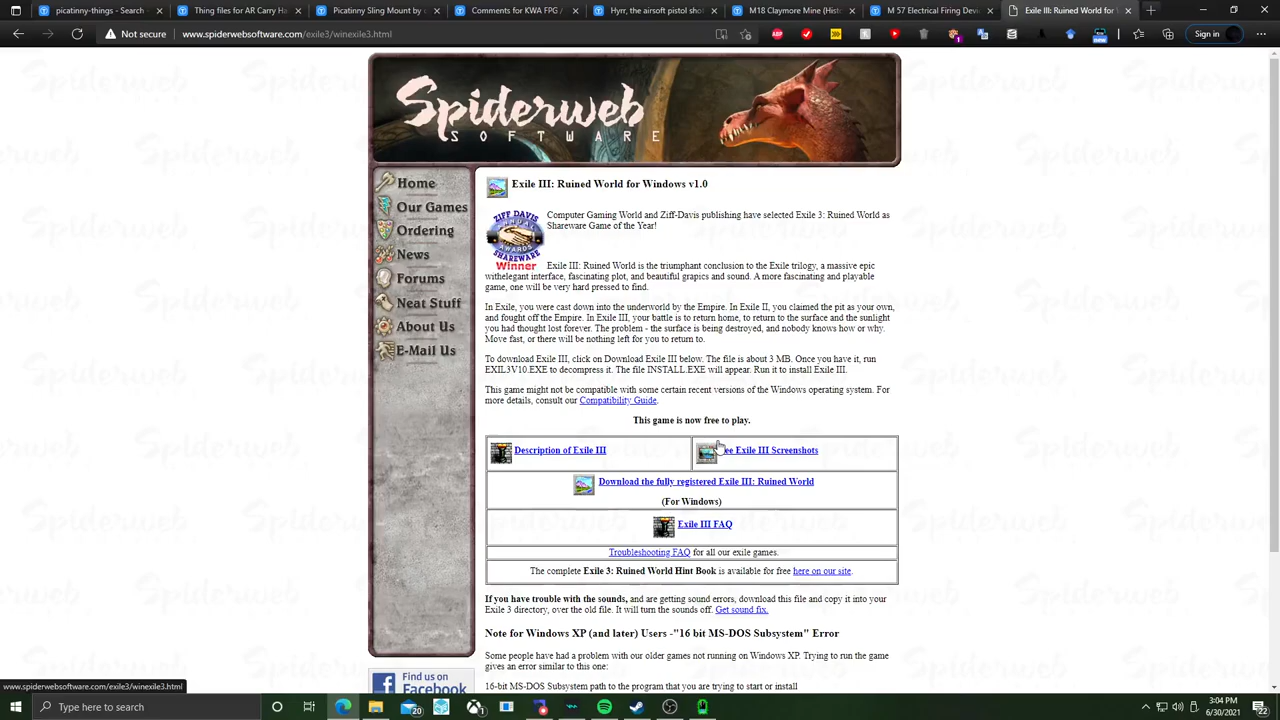 picatinny-things - Search
Thing files for AR Carry Ha
Picatinny Sling Mount by
Comments for KWA FPG /
Hyrr, the airsoft pistol sho
M18 Claymore Mine (Histo
M 57 Electrical Firing Devi
Exile III: Ruined World for
Not secure
www.spiderwebsoftware.com/exile3/winexile3.html
Sign in
Spiderweb
SOFTWARE
Home
Our Games
Ordering
News
Forums
Neat Stuff
About Us
E-Mail Us
Find us on
Facebook
Exile III: Ruined World for Windows v1.0
ZIFF DAVIS
AWARDS
SHAREWARE
Winner
Computer Gaming World and Ziff-Davis publishing have selected Exile 3: Ruined World as
Shareware Game of the Year!
Exile III: Ruined World is the triumphant conclusion to the Exile trilogy, a massive epic
withelegant interface, fascinating plot, and beautiful grapics and sound. A more fascinating and playable
game, one will be very hard pressed to find.
In Exile, you were cast down into the underworld by the Empire. In Exile II, you claimed the pit as your own,
and fought off the Empire. In Exile III, your battle is to return home, to return to the surface and the sunlight
you had thought lost forever. The problem - the surface is being destroyed, and nobody knows how or why.
Move fast, or there will be nothing left for you to return to.
To download Exile III, click on Download Exile III below. The file is about 3 MB. Once you have it, run
EXIL3V10.EXE to decompress it. The file INSTALL.EXE will appear. Run it to install Exile III.
This game might not be compatible with some certain recent versions of the Windows operating system. For
more details, consult our Compatibility Guide.
This game is now free to play.
Description of Exile III
ee Exile III Screenshots
Download the fully registered Exile III: Ruined World
(For Windows)
Exile III FAQ
Troubleshooting FAQ for all our exile games.
The complete Exile 3: Ruined World Hint Book is available for free here on our site.
If you have trouble with the sounds, and are getting sound errors, download this file and copy it into your
Exile 3 directory, over the old file. It will turn the sounds off. Get sound fix.
Note for Windows XP (and later) Users -"16 bit MS-DOS Subsystem" Error
Some people have had a problem with our older games not running on Windows XP. Trying to run the game
gives an error similar to this one:
16-bit MS-DOS Subsystem path to the program that you are trying to start or install
www.spiderwebsoftware.com/exile3/winexile3.html
Type here to search
20
3:04 PM
6/30/2021
22